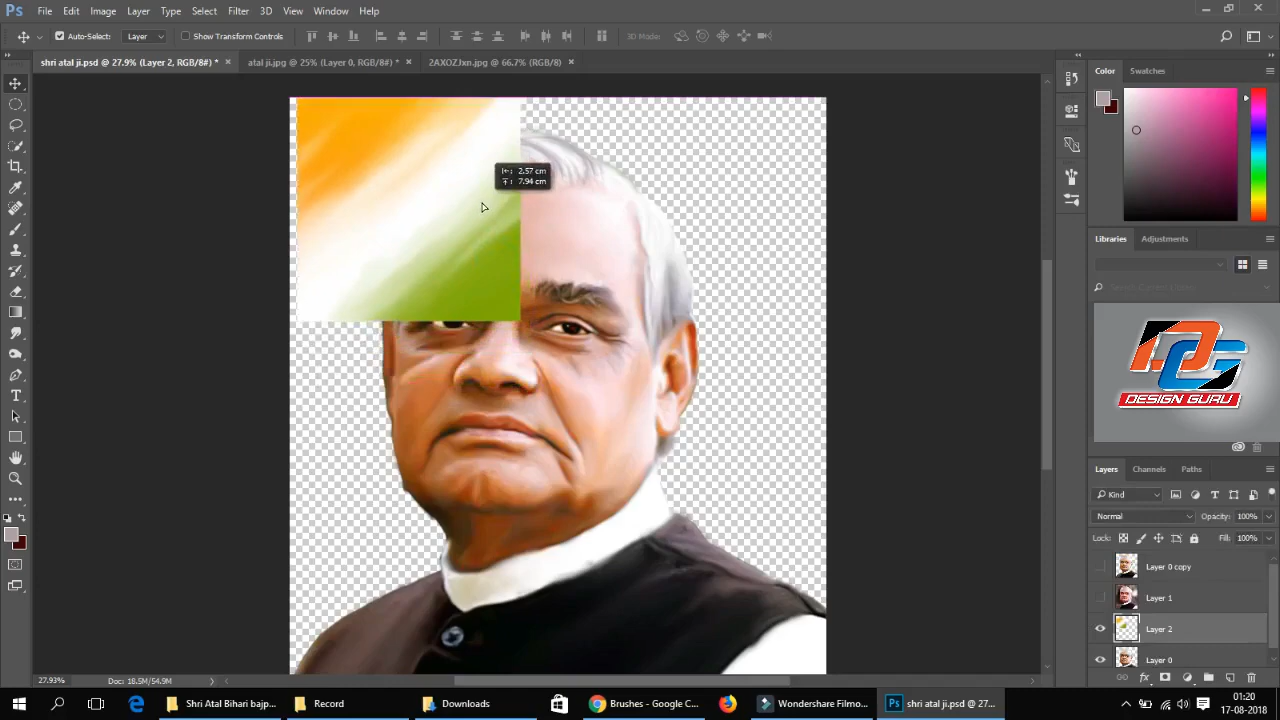 Ps File Edit Image Layer Type Select Filter 3D View Window Help
Auto-Select: Layer Show Transform Controls 3D Mode:
shri atal ji.psd @ 27.9% (Layer 2, RGB/8#) * × atal ji.jpg @ 25% (Layer 0, RGB/8#) * × 2AXOZJxn.jpg @ 66.7% (RGB/8) ×
Color Swatches
2.57 cm
7.94 cm
Libraries Adjustments
DG
DESIGN GURU
Layers Channels Paths
Kind
Normal Opacity: 100%
Lock: Fill: 100%
Layer 0 copy
Layer 1
Layer 2
Layer 0
27.93% Doc: 18.5M/54.9M
Shri Atal Bihari bajp... Record Downloads Brushes - Google C... Wondershare Filmo... Ps shri atal ji.psd @ 27... 01:20
17-08-2018